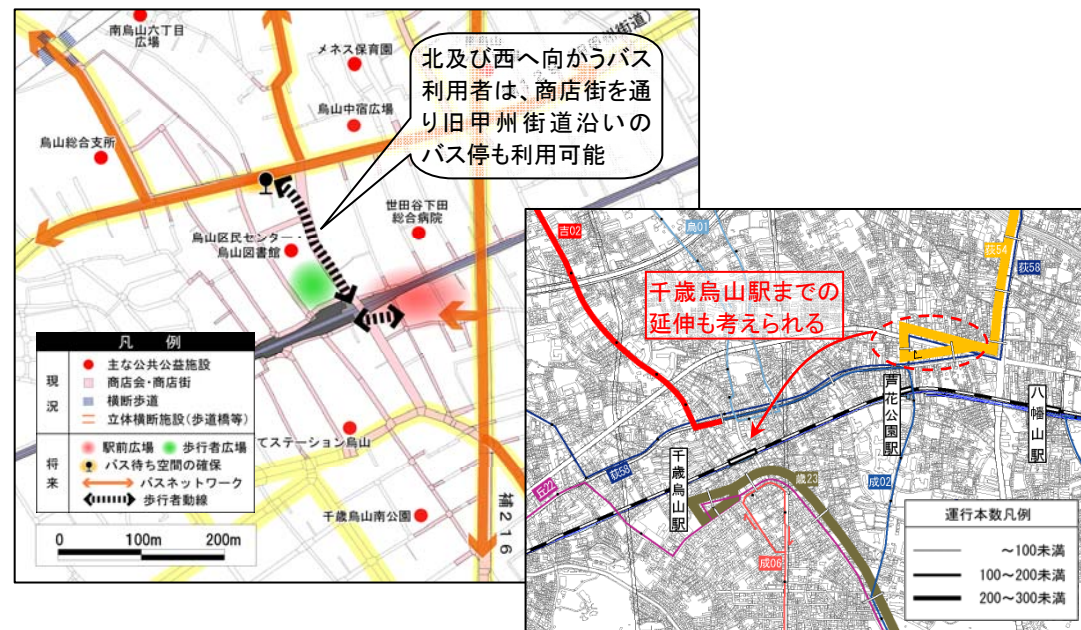 南烏山六丁目
広場
メネス保育園
州街道)
烏山中宿広場
烏山総合支所
北及び西へ向かうバス
利用者は、商店街を通
り旧甲州街道沿いの
バス停も利用可能
世田谷下田
総合病院
烏山区民センター
烏山図書館
凡 例
現況
主な公共公益施設
商店会・商店街
横断歩道
立体横断施設(歩道橋等)
将来
駅前広場
歩行者広場
バス待ち空間の確保
バスネットワーク
歩行者動線
てステーション烏山
千歳烏山南公園
補216
0 100m 200m
吉02
烏01
荻54
荻58
千歳烏山駅までの
延伸も考えられる
芦花公園駅
八幡山駅
千歳烏山駅
荻58
丘22
歳23
成02
成06
運行本数凡例
~100未満
100~200未満
200~300未満